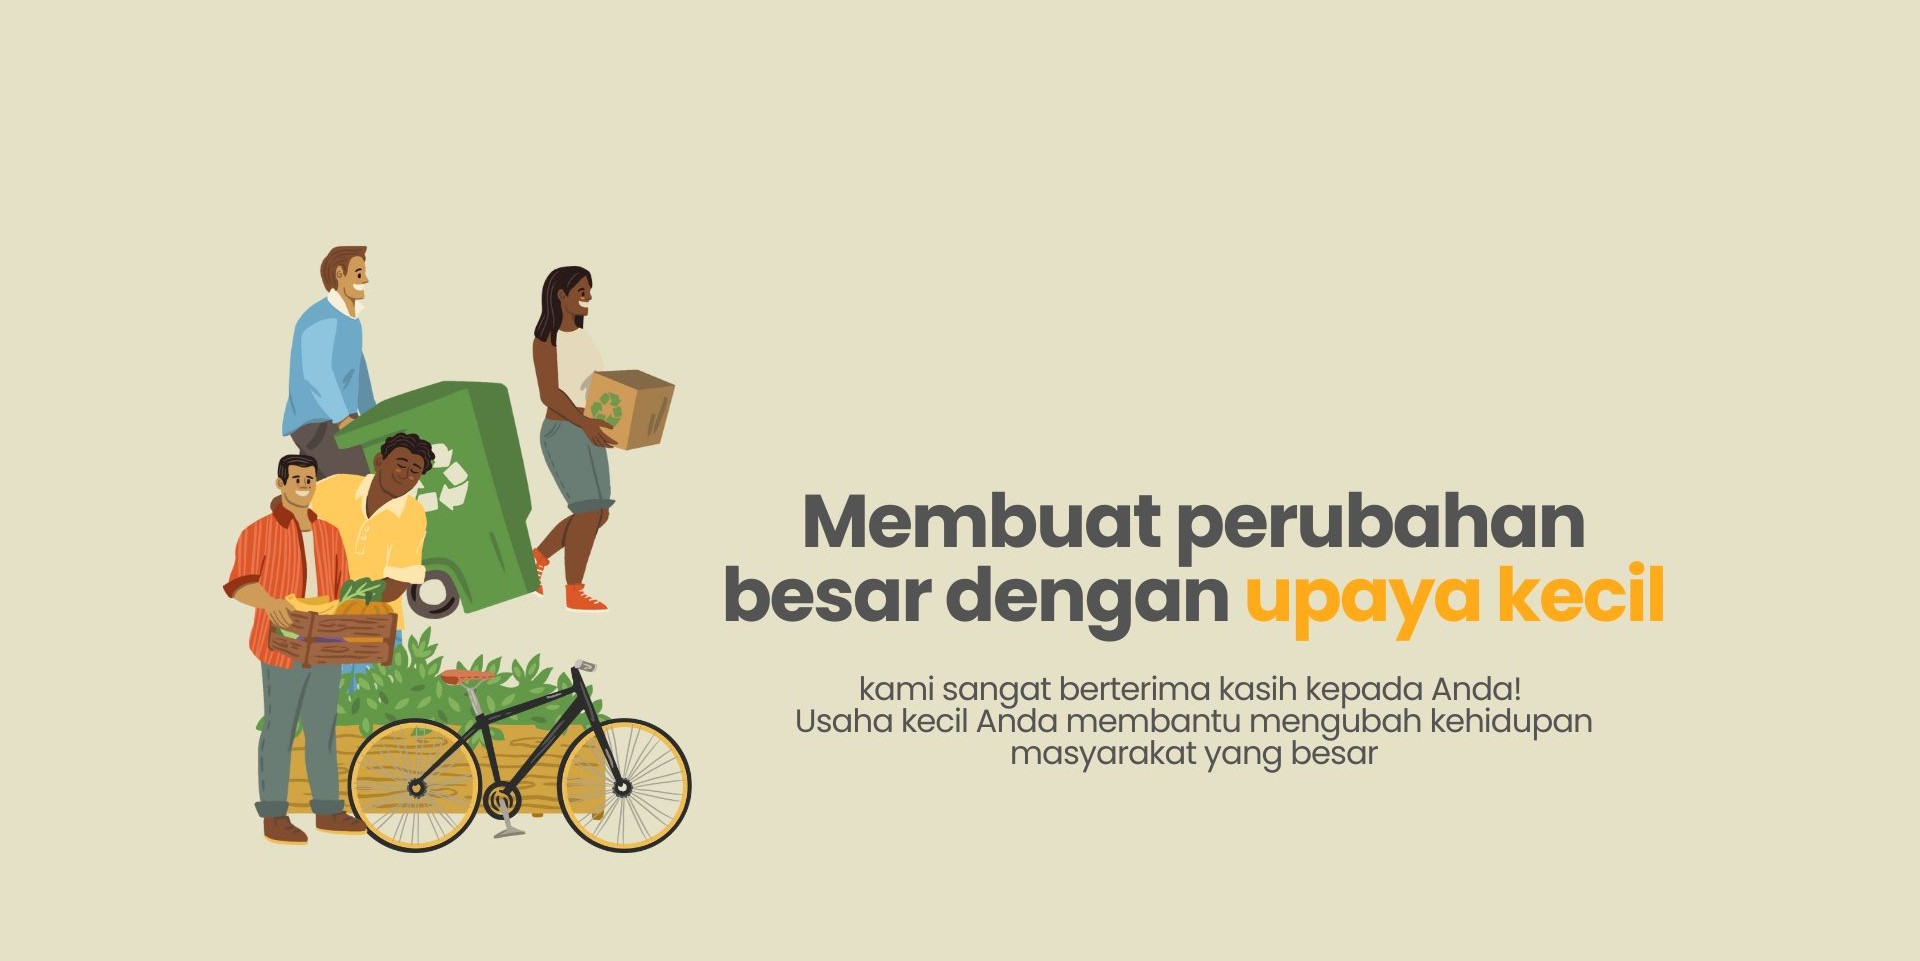 Membuat perubahan
besar dengan upaya kecil
kami sangat berterima kasih kepada Anda!
Usaha kecil Anda membantu mengubah kehidupan
masyarakat yang besar